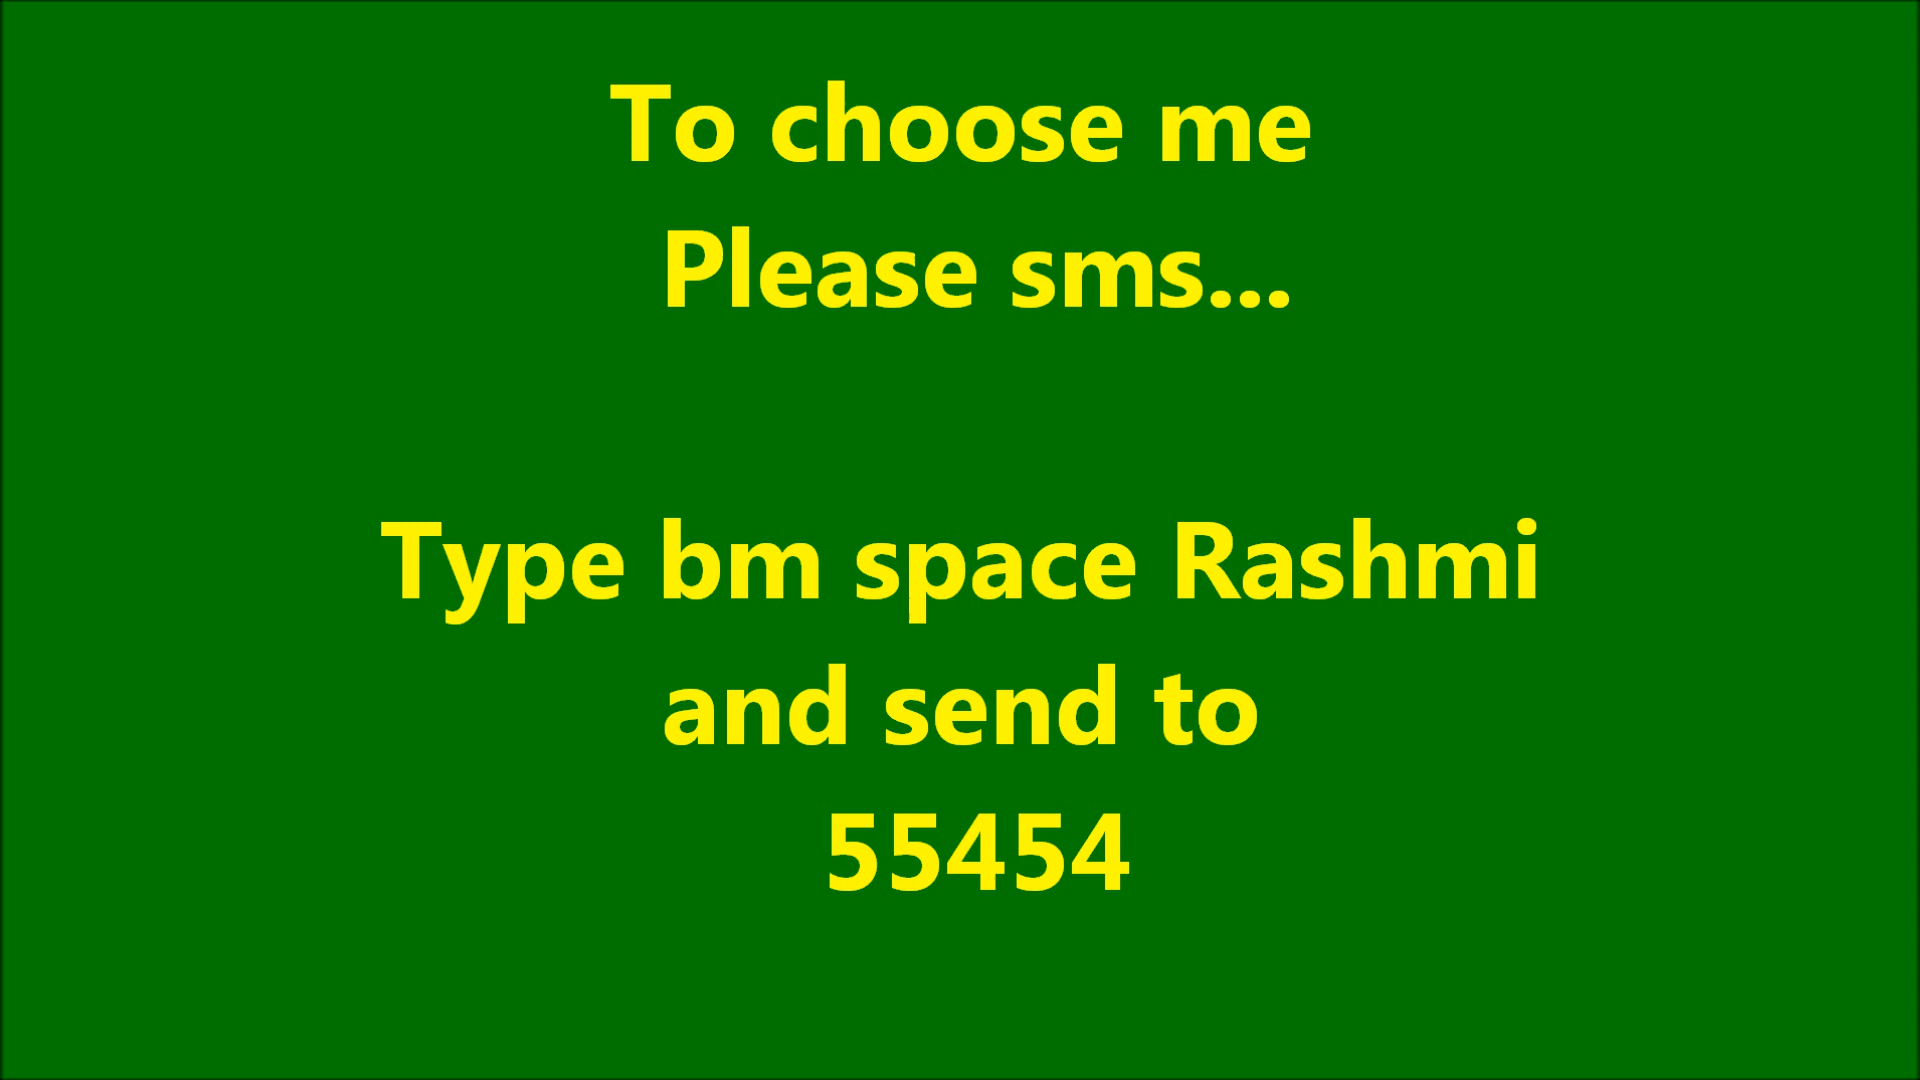 To choose me
Please sms...
Type bm space Rashmi
and send to
55454